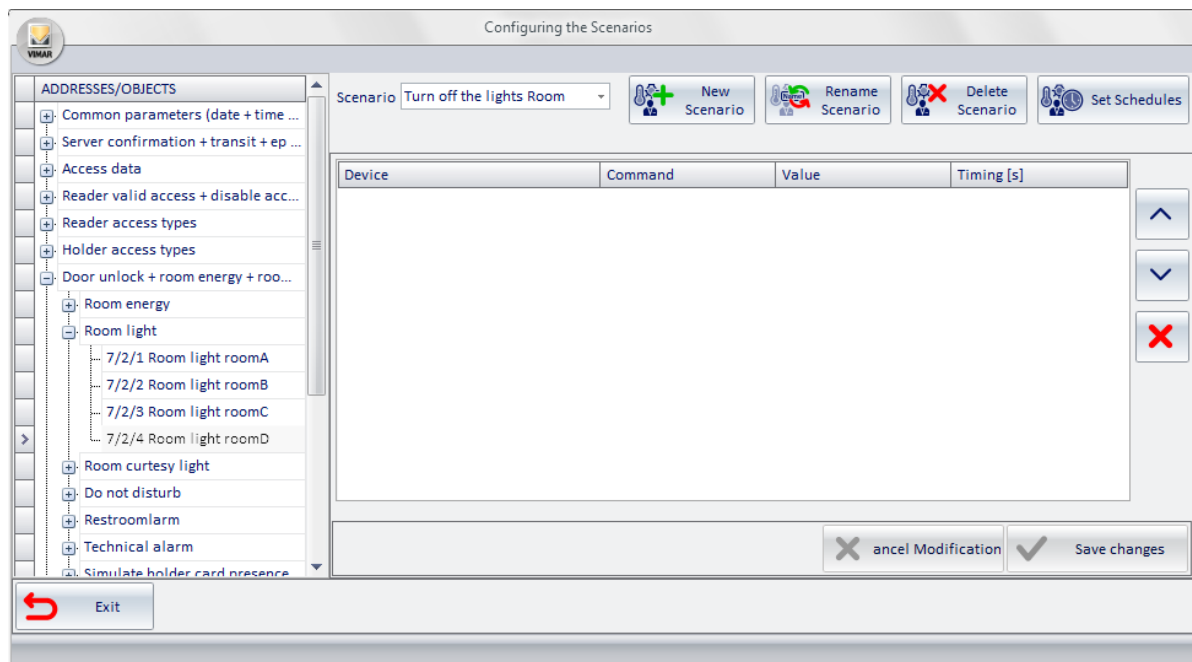 Configuring the Scenarios
VIMAR
ADDRESSES/OBJECTS
Common parameters (date + time ...
Server confirmation + transit + ep ...
Access data
Reader valid access + disable acc...
Reader access types
Holder access types
Door unlock + room energy + roo...
Room energy
Room light
7/2/1 Room light roomA
7/2/2 Room light roomB
7/2/3 Room light roomC
7/2/4 Room light roomD
Room curtesy light
Do not disturb
Restroomlarm
Technical alarm
Simulate holder card presence
Scenario Turn off the lights Room
New
Scenario
Rename
Scenario
Delete
Scenario
Set Schedules
Device Command Value Timing [s]
ancel Modification
Save changes
Exit